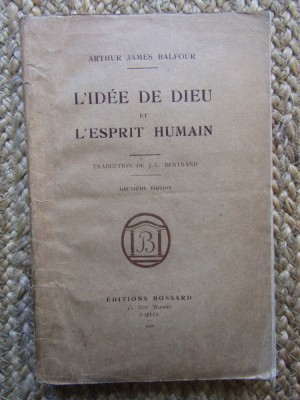 ARTHUR JAMES BALFOUR
L'IDÉE DE DIEU
ET
L'ESPRIT HUMAIN
TRADUCTION DE J.-L. BERTRAND
DEUXIÈME ÉDITION
B
ÉDITIONS BOSSARD
PARIS